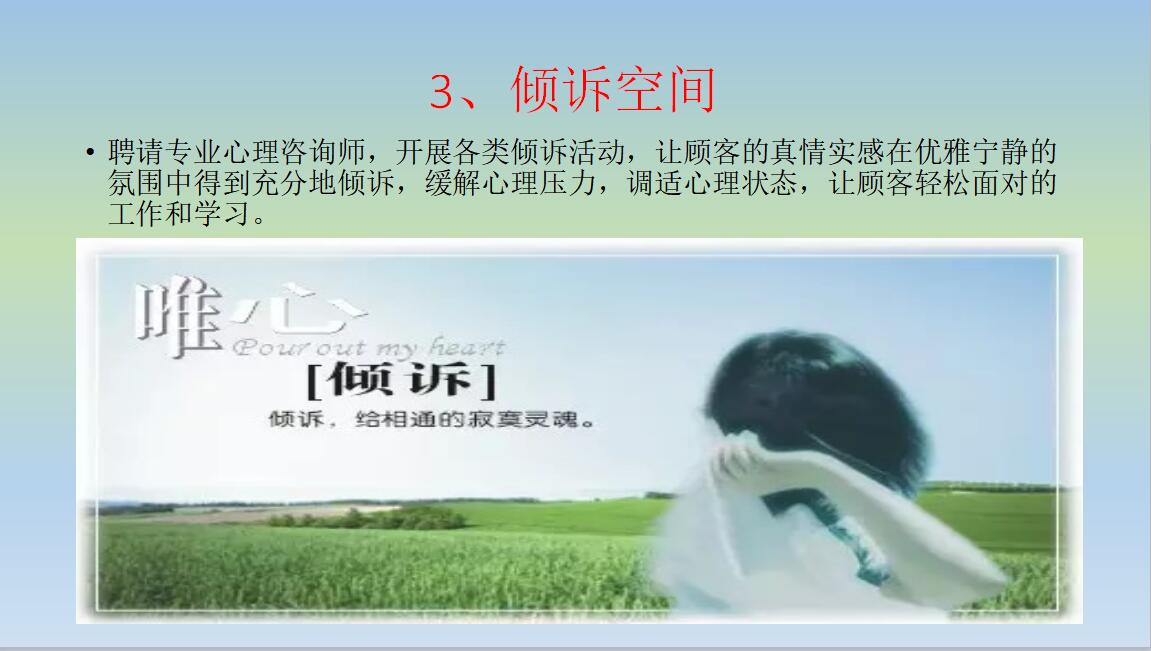 3、倾诉空间
• 聘请专业心理咨询师，开展各类倾诉活动，让顾客的真情实感在优雅宁静的
氛围中得到充分地倾诉，缓解心理压力，调适心理状态，让顾客轻松面对的
工作和学习。
唯心
Pour out my heart
[倾诉]
倾诉，给相通的寂寞灵魂。